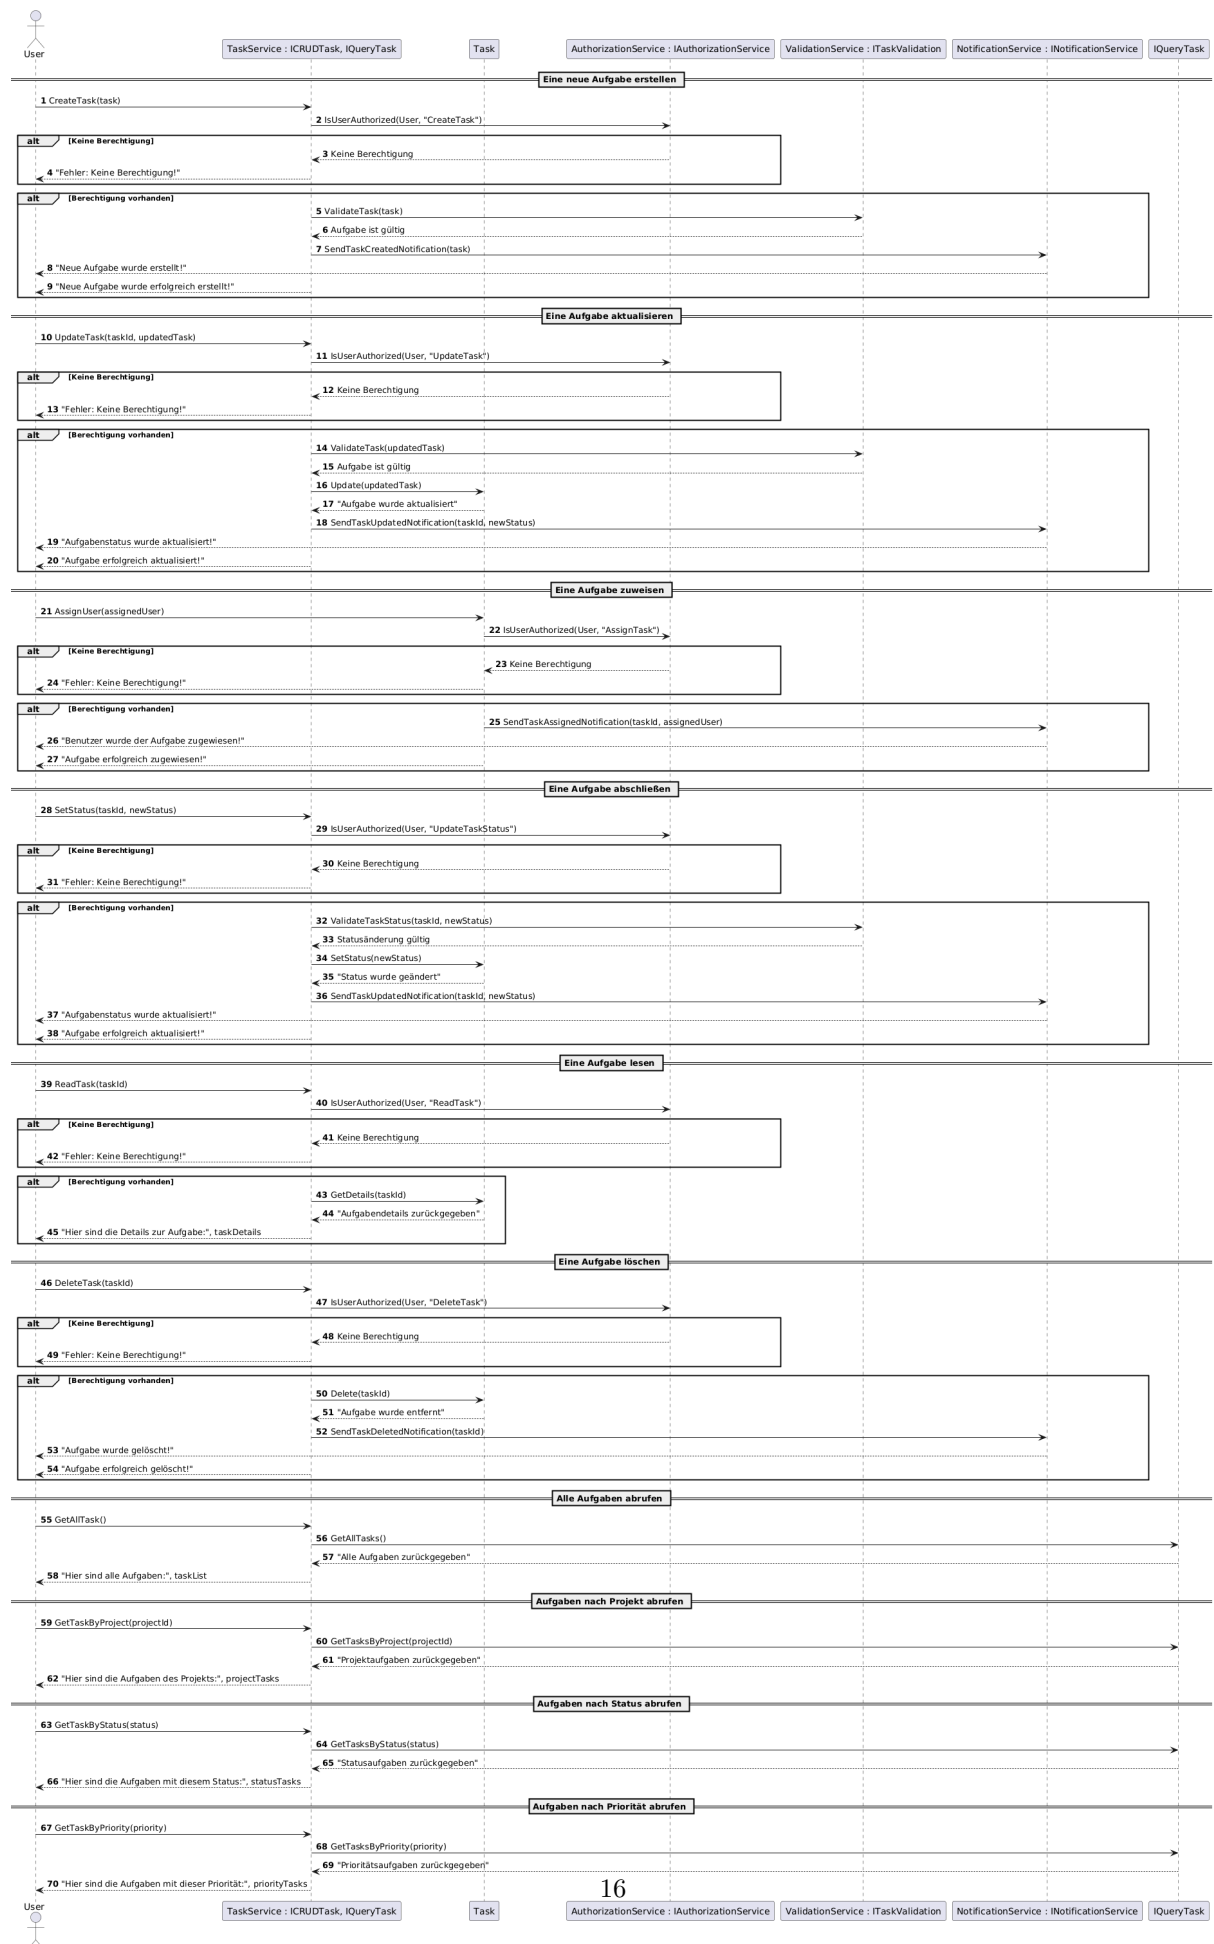 User
TaskService : ICRUDTask, IQueryTask
Task
AuthorizationService : IAuthorizationService
ValidationService : ITaskValidation
NotificationService : INotificationService
IQueryTask
Eine neue Aufgabe erstellen
1 CreateTask(task)
2 IsUserAuthorized(User, "CreateTask")
alt [Keine Berechtigung]
3 Keine Berechtigung
4 "Fehler: Keine Berechtigung!"
alt [Berechtigung vorhanden]
5 ValidateTask(task)
6 Aufgabe ist gültig
7 SendTaskCreatedNotification(task)
8 "Neue Aufgabe wurde erstellt!"
9 "Neue Aufgabe wurde erfolgreich erstellt!"
Eine Aufgabe aktualisieren
10 UpdateTask(taskId, updatedTask)
11 IsUserAuthorized(User, "UpdateTask")
alt [Keine Berechtigung]
12 Keine Berechtigung
13 "Fehler: Keine Berechtigung!"
alt [Berechtigung vorhanden]
14 ValidateTask(updatedTask)
15 Aufgabe ist gültig
16 Update(updatedTask)
17 "Aufgabe wurde aktualisiert"
18 SendTaskUpdatedNotification(taskId, newStatus)
19 "Aufgabenstatus wurde aktualisiert!"
20 "Aufgabe erfolgreich aktualisiert!"
Eine Aufgabe zuweisen
21 AssignUser(assignedUser)
22 IsUserAuthorized(User, "AssignTask")
alt [Keine Berechtigung]
23 Keine Berechtigung
24 "Fehler: Keine Berechtigung!"
alt [Berechtigung vorhanden]
25 SendTaskAssignedNotification(taskId, assignedUser)
26 "Benutzer wurde der Aufgabe zugewiesen!"
27 "Aufgabe erfolgreich zugewiesen!"
Eine Aufgabe abschließen
28 SetStatus(taskId, newStatus)
29 IsUserAuthorized(User, "UpdateTaskStatus")
alt [Keine Berechtigung]
30 Keine Berechtigung
31 "Fehler: Keine Berechtigung!"
alt [Berechtigung vorhanden]
32 ValidateTaskStatus(taskId, newStatus)
33 Statusänderung gültig
34 SetStatus(newStatus)
35 "Status wurde geändert"
36 SendTaskUpdatedNotification(taskId, newStatus)
37 "Aufgabenstatus wurde aktualisiert!"
38 "Aufgabe erfolgreich aktualisiert!"
Eine Aufgabe lesen
39 ReadTask(taskId)
40 IsUserAuthorized(User, "ReadTask")
alt [Keine Berechtigung]
41 Keine Berechtigung
42 "Fehler: Keine Berechtigung!"
alt [Berechtigung vorhanden]
43 GetDetails(taskId)
44 "Aufgabendetails zurückgegeben"
45 "Hier sind die Details zur Aufgabe:", taskDetails
Eine Aufgabe löschen
46 DeleteTask(taskId)
47 IsUserAuthorized(User, "DeleteTask")
alt [Keine Berechtigung]
48 Keine Berechtigung
49 "Fehler: Keine Berechtigung!"
alt [Berechtigung vorhanden]
50 Delete(taskId)
51 "Aufgabe wurde entfernt"
52 SendTaskDeletedNotification(taskId)
53 "Aufgabe wurde gelöscht!"
54 "Aufgabe erfolgreich gelöscht!"
Alle Aufgaben abrufen
55 GetAllTask()
56 GetAllTasks()
57 "Alle Aufgaben zurückgegeben"
58 "Hier sind alle Aufgaben:", taskList
Aufgaben nach Projekt abrufen
59 GetTaskByProject(projectId)
60 GetTasksByProject(projectId)
61 "Projektaufgaben zurückgegeben"
62 "Hier sind die Aufgaben des Projekts:", projectTasks
Aufgaben nach Status abrufen
63 GetTaskByStatus(status)
64 GetTasksByStatus(status)
65 "Statusaufgaben zurückgegeben"
66 "Hier sind die Aufgaben mit diesem Status:", statusTasks
Aufgaben nach Priorität abrufen
67 GetTaskByPriority(priority)
68 GetTasksByPriority(priority)
69 "Prioritätsaufgaben zurückgegeben"
70 "Hier sind die Aufgaben mit dieser Priorität:", priorityTasks
16
User
TaskService : ICRUDTask, IQueryTask
Task
AuthorizationService : IAuthorizationService
ValidationService : ITaskValidation
NotificationService : INotificationService
IQueryTask